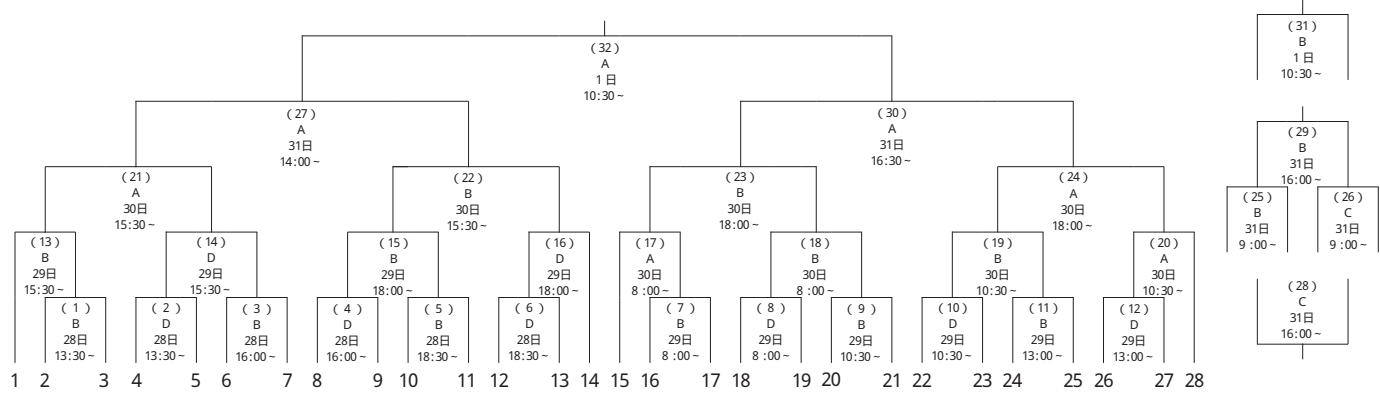 (32)
A
1日
10:30~
(27)
A
31日
14:00~
(30)
A
31日
16:30~
(21)
A
30日
15:30~
(22)
B
30日
15:30~
(23)
B
30日
18:00~
(24)
A
30日
18:00~
(13)
B
29日
15:30~
(14)
D
29日
15:30~
(15)
B
29日
18:00~
(16)
D
29日
18:00~
(17)
A
30日
8:00~
(18)
B
30日
8:00~
(19)
B
30日
10:30~
(20)
A
30日
10:30~
(1)
B
28日
13:30~
(2)
D
28日
13:30~
(3)
B
28日
16:00~
(4)
D
28日
16:00~
(5)
B
28日
18:30~
(6)
D
28日
18:30~
(7)
B
29日
8:00~
(8)
D
29日
8:00~
(9)
B
29日
10:30~
(10)
D
29日
10:30~
(11)
B
29日
13:00~
(12)
D
29日
13:00~
1 2 3 4 5 6 7 8 9 10 11 12 13 14 15 16 17 18 19 20 21 22 23 24 25 26 27 28
(31)
B
1日
10:30~
(29)
B
31日
16:00~
(25)
B
31日
9:00~
(26)
C
31日
9:00~
(28)
C
31日
16:00~